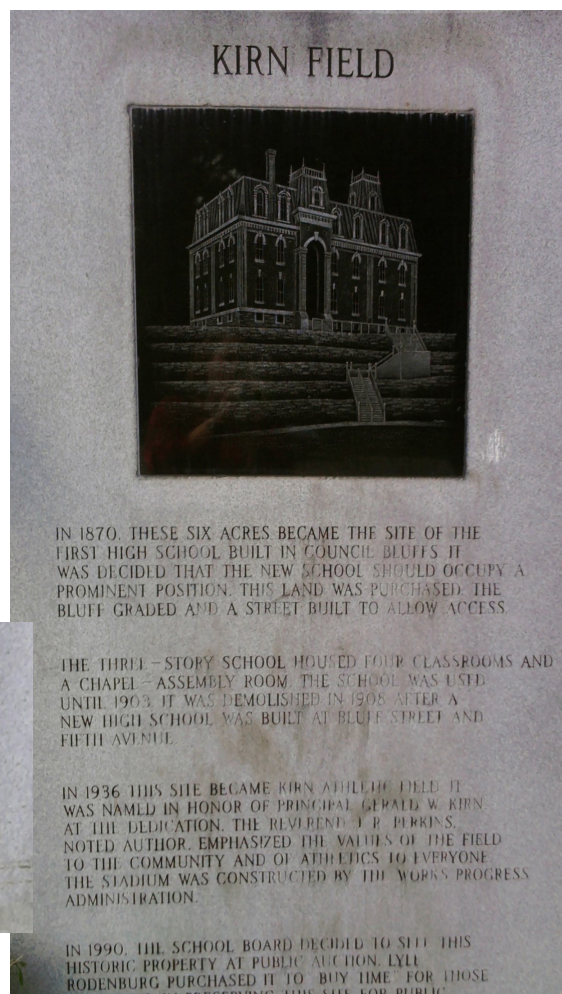 KIRN FIELD
IN 1870, THESE SIX ACRES BECAME THE SITE OF THE
FIRST HIGH SCHOOL BUILT IN COUNCIL BLUFFS IT
WAS DECIDED THAT THE NEW SCHOOL SHOULD OCCUPY A
PROMINENT POSITION. THIS LAND WAS PURCHASED, THE
BLUFF GRADED AND A STREET BUILT TO ALLOW ACCESS
THE THREE-STORY SCHOOL HOUSED FOUR CLASSROOMS AND
A CHAPEL-ASSEMBLY ROOM. THE SCHOOL WAS USED
UNTIL 1903. IT WAS DEMOLISHED IN 1908 AFTER A
NEW HIGH SCHOOL WAS BUILT AT BLUFF STREET AND
FIFTH AVENUE.
IN 1936 THIS SITE BECAME KIRN ATHLETIC FIELD IT
WAS NAMED IN HONOR OF PRINCIPAL GERALD W. KIRN.
AT THE DEDICATION, THE REVEREND J. R. PERKINS,
NOTED AUTHOR, EMPHASIZED THE VALUES OF THE FIELD
TO THE COMMUNITY AND OF ATHLETICS TO EVERYONE.
THE STADIUM WAS CONSTRUCTED BY THE WORKS PROGRESS
ADMINISTRATION.
IN 1990, THE SCHOOL BOARD DECIDED TO SELL THIS
HISTORIC PROPERTY AT PUBLIC AUCTION. LYLE
RODENBURG PURCHASED IT TO "BUY TIME" FOR THOSE
PRESERVING THIS SITE FOR PUBLIC